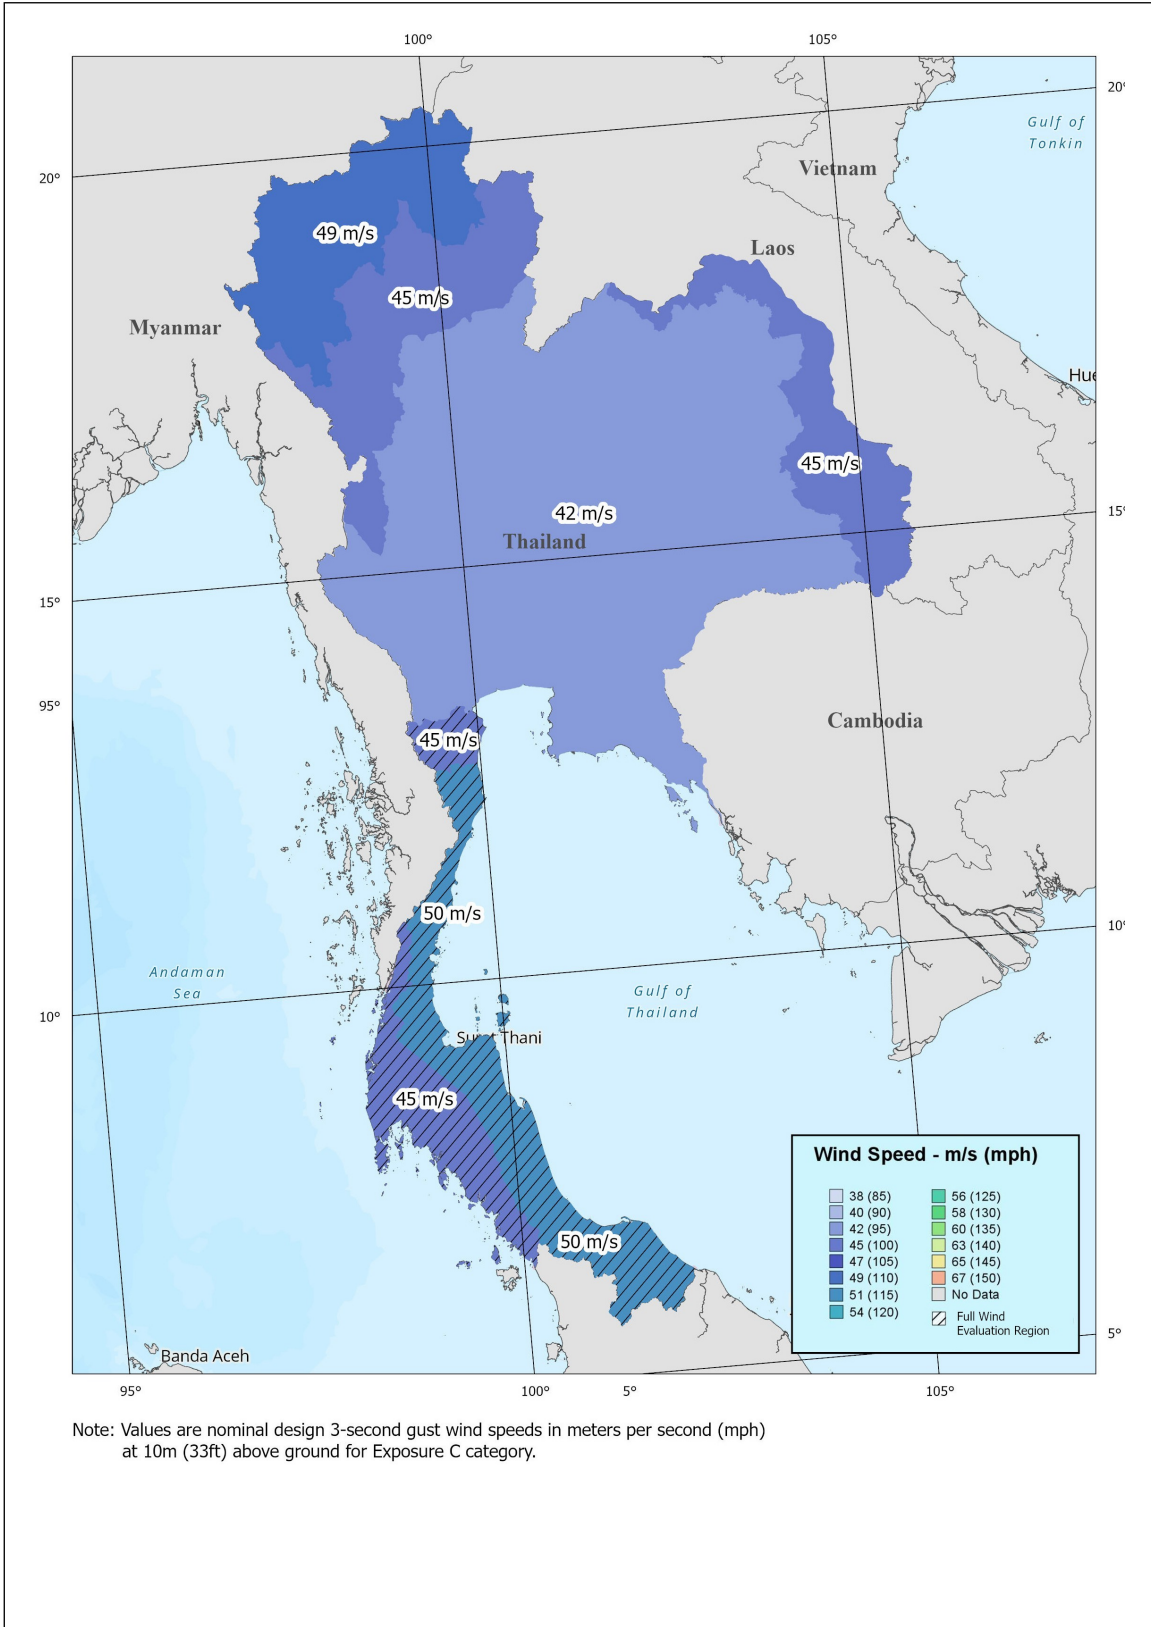 100°
105°
20°
Gulf of
Tonkin
Vietnam
20°
49 m/s
Laos
45 m/s
Myanmar
Hue
45 m/s
42 m/s
15°
Thailand
15°
95°
Cambodia
45 m/s
50 m/s
10°
Andaman
Sea
Gulf of
Thailand
10°
Thani
45 m/s
50 m/s
Wind Speed - m/s (mph)
38 (85)
40 (90)
42 (95)
45 (100)
47 (105)
49 (110)
51 (115)
54 (120)
56 (125)
58 (130)
60 (135)
63 (140)
65 (145)
67 (150)
No Data
Full Wind
Evaluation Region
5°
Banda Aceh
95°
100°
5°
105°
Note: Values are nominal design 3-second gust wind speeds in meters per second (mph)
at 10m (33ft) above ground for Exposure C category.